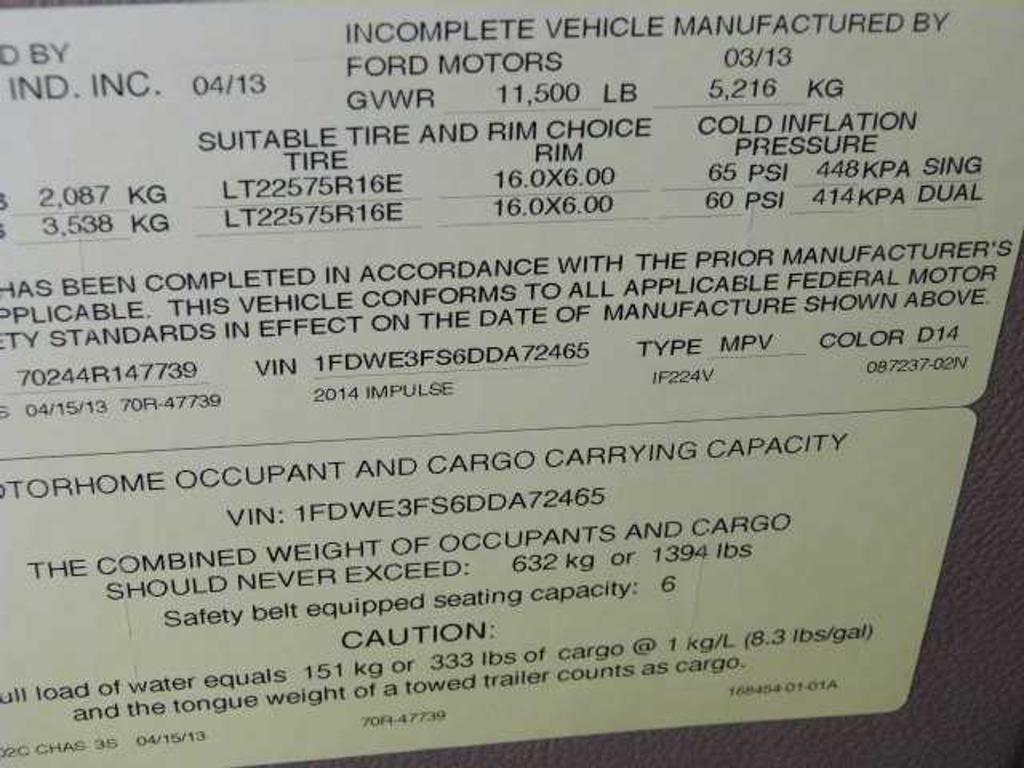 D BY INCOMPLETE VEHICLE MANUFACTURED BY
IND. INC. 04/13 FORD MOTORS 03/13
GVWR 11,500 LB 5,216 KG
SUITABLE TIRE AND RIM CHOICE COLD INFLATION
TIRE RIM PRESSURE
2,087 KG LT22575R16E 16.0X6.00 65 PSI 448KPA SING
3,538 KG LT22575R16E 16.0X6.00 60 PSI 414KPA DUAL
HAS BEEN COMPLETED IN ACCORDANCE WITH THE PRIOR MANUFACTURER'S
PPLICABLE. THIS VEHICLE CONFORMS TO ALL APPLICABLE FEDERAL MOTOR
ETY STANDARDS IN EFFECT ON THE DATE OF MANUFACTURE SHOWN ABOVE.
70244R147739 VIN 1FDWE3FS6DDA72465 TYPE MPV COLOR D14
S 04/15/13 70R-47739 2014 IMPULSE IF224V 087237-02N
OTORHOME OCCUPANT AND CARGO CARRYING CAPACITY
VIN: 1FDWE3FS6DDA72465
THE COMBINED WEIGHT OF OCCUPANTS AND CARGO
SHOULD NEVER EXCEED: 632 kg or 1394 lbs
Safety belt equipped seating capacity: 6
CAUTION:
ull load of water equals 151 kg or 333 lbs of cargo @ 1 kg/L (8.3 lbs/gal)
and the tongue weight of a towed trailer counts as cargo.
02C CHAS 3S 04/15/13 70R-47739 168454-01-01A